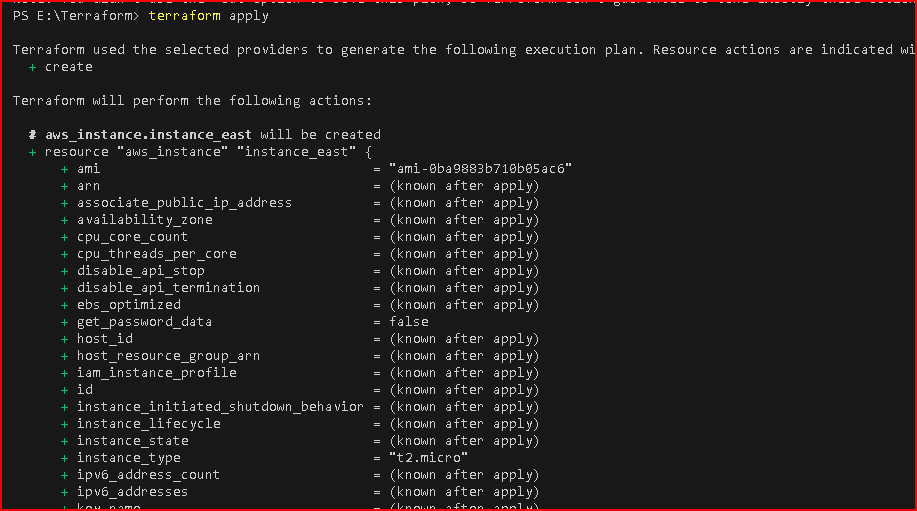 PS E:\Terraform> terraform apply
Terraform used the selected providers to generate the following execution plan. Resource actions are indicated wi
+ create
Terraform will perform the following actions:
# aws_instance.instance_east will be created
+ resource "aws_instance" "instance_east" {
+ ami = "ami-0ba9883b710b05ac6"
+ arn = (known after apply)
+ associate_public_ip_address = (known after apply)
+ availability_zone = (known after apply)
+ cpu_core_count = (known after apply)
+ cpu_threads_per_core = (known after apply)
+ disable_api_stop = (known after apply)
+ disable_api_termination = (known after apply)
+ ebs_optimized = (known after apply)
+ get_password_data = false
+ host_id = (known after apply)
+ host_resource_group_arn = (known after apply)
+ iam_instance_profile = (known after apply)
+ id = (known after apply)
+ instance_initiated_shutdown_behavior = (known after apply)
+ instance_lifecycle = (known after apply)
+ instance_state = (known after apply)
+ instance_type = "t2.micro"
+ ipv6_address_count = (known after apply)
+ ipv6_addresses = (known after apply)
+ key_name = (known after apply)